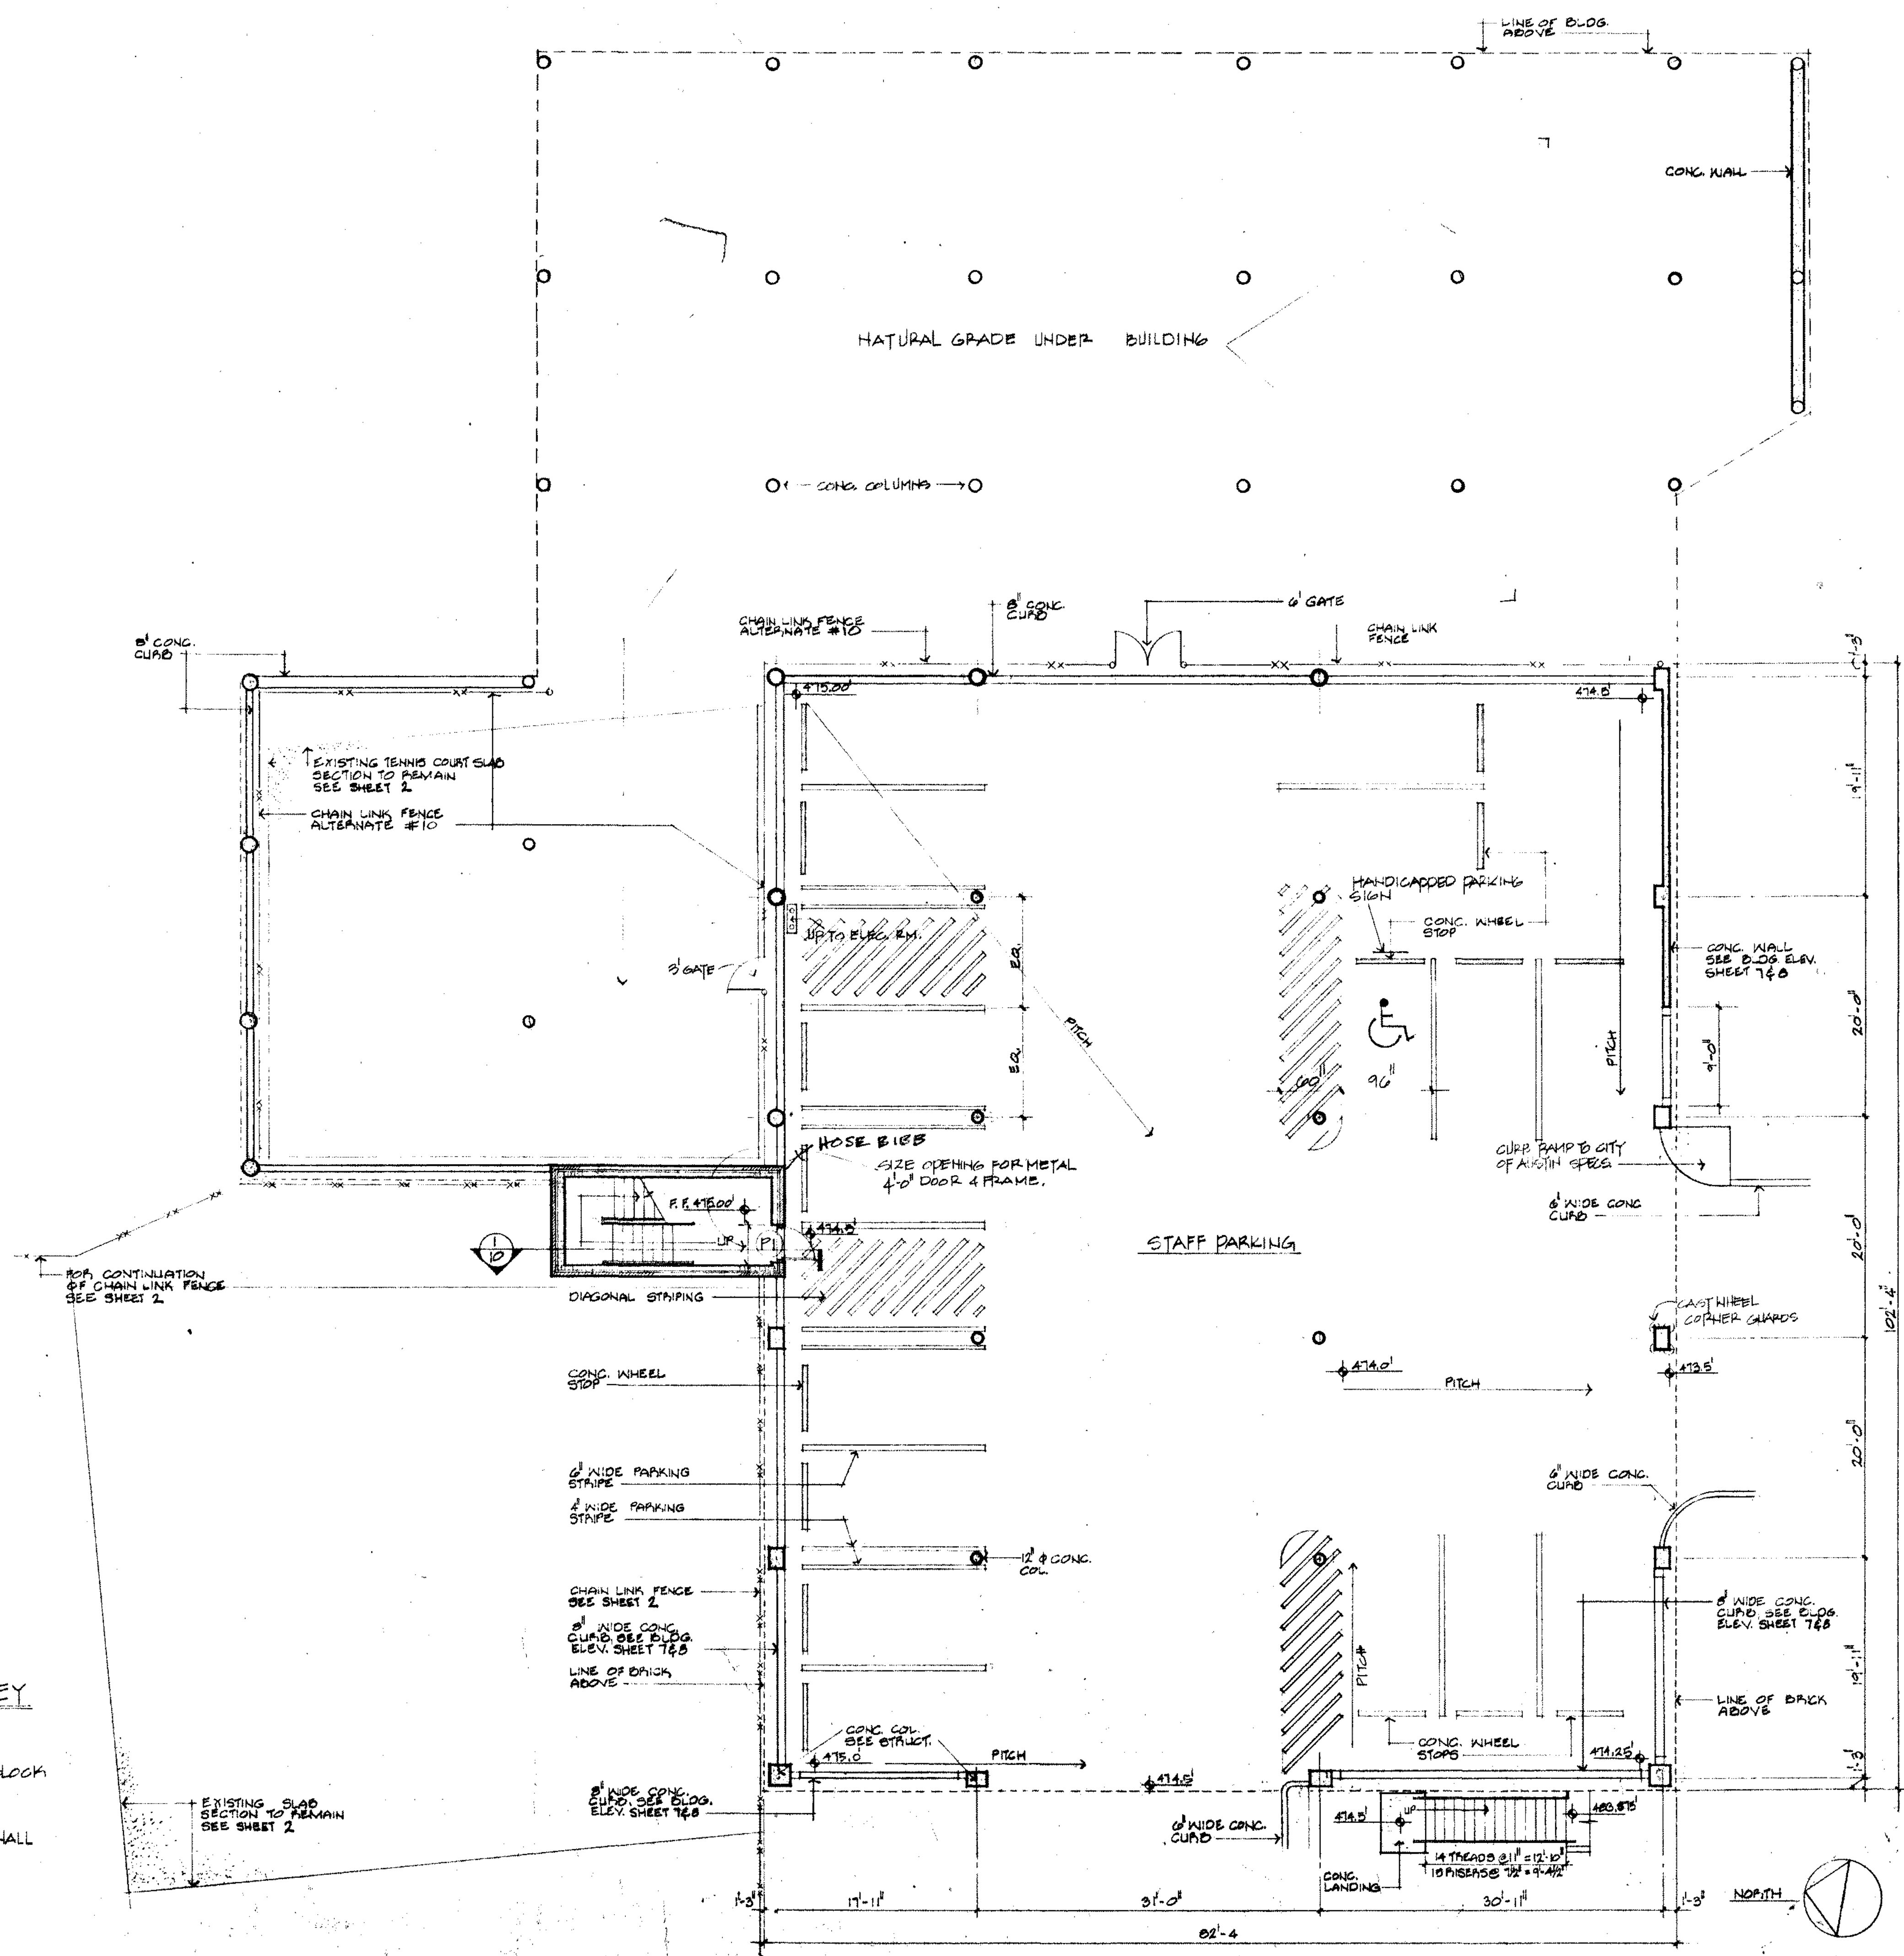 LINE OF BLDG.
ABOVE
CONC. WALL
NATURAL GRADE UNDER BUILDING
CONC. COLUMNS
8" CONC.
CURB
CHAIN LINK FENCE
ALTERNATE #10
8" CONC.
CURB
6' GATE
CHAIN LINK
FENCE
1'-3"
475.00'
474.5'
EXISTING TENNIS COURT SLAB
SECTION TO REMAIN
SEE SHEET 2
CHAIN LINK FENCE
ALTERNATE #10
19'-11"
HANDICAPPED PARKING
SIGN
CONC. WHEEL
STOP
UP TO ELEC. RM.
3' GATE
EQ.
CONC. WALL
SEE BLDG. ELEV.
SHEET 7&8
20'-0"
PITCH
PITCH
9'-0"
EQ.
60"
96"
HOSE BIBB
SIZE OPENING FOR METAL
4'-0" DOOR & FRAME.
CURB RAMP TO CITY
OF AUSTIN SPECS.
6" WIDE CONC
CURB
F.F. 475.00'
UP
P1
474.5'
1
10
STAFF PARKING
20'-0"
FOR CONTINUATION
OF CHAIN LINK FENCE
SEE SHEET 2
DIAGONAL STRIPING
CAST WHEEL
CORNER GUARDS
102'-4"
CONC. WHEEL
STOP
474.0'
PITCH
473.5'
20'-0"
6" WIDE PARKING
STRIPE
4" WIDE PARKING
STRIPE
6" WIDE CONC.
CURB
12" φ CONC.
COL.
CHAIN LINK FENCE
SEE SHEET 2
8" WIDE CONC.
CURB, SEE BLDG.
ELEV. SHEET 7&8
LINE OF BRICK
ABOVE
8" WIDE CONC.
CURB, SEE BLDG.
ELEV. SHEET 7&8
PITCH
19'-11"
EY
LINE OF BRICK
ABOVE
CONC. COL.
SEE STRUCT.
CONC. WHEEL
STOPS
475.0'
PITCH
474.25'
LOCK
474.5'
1'-3"
8" WIDE CONC.
CURB, SEE BLDG.
ELEV. SHEET 7&8
EXISTING SLAB
SECTION TO REMAIN
SEE SHEET 2
WALL
6" WIDE CONC.
CURB
474.5'
UP
483.875'
14 TREADS @ 11" = 12'-10"
15 RISERS @ 7½" = 9'-4½"
CONC.
LANDING
1'-3"
17'-11"
31'-0"
30'-11"
1'-3"
NORTH
82'-4